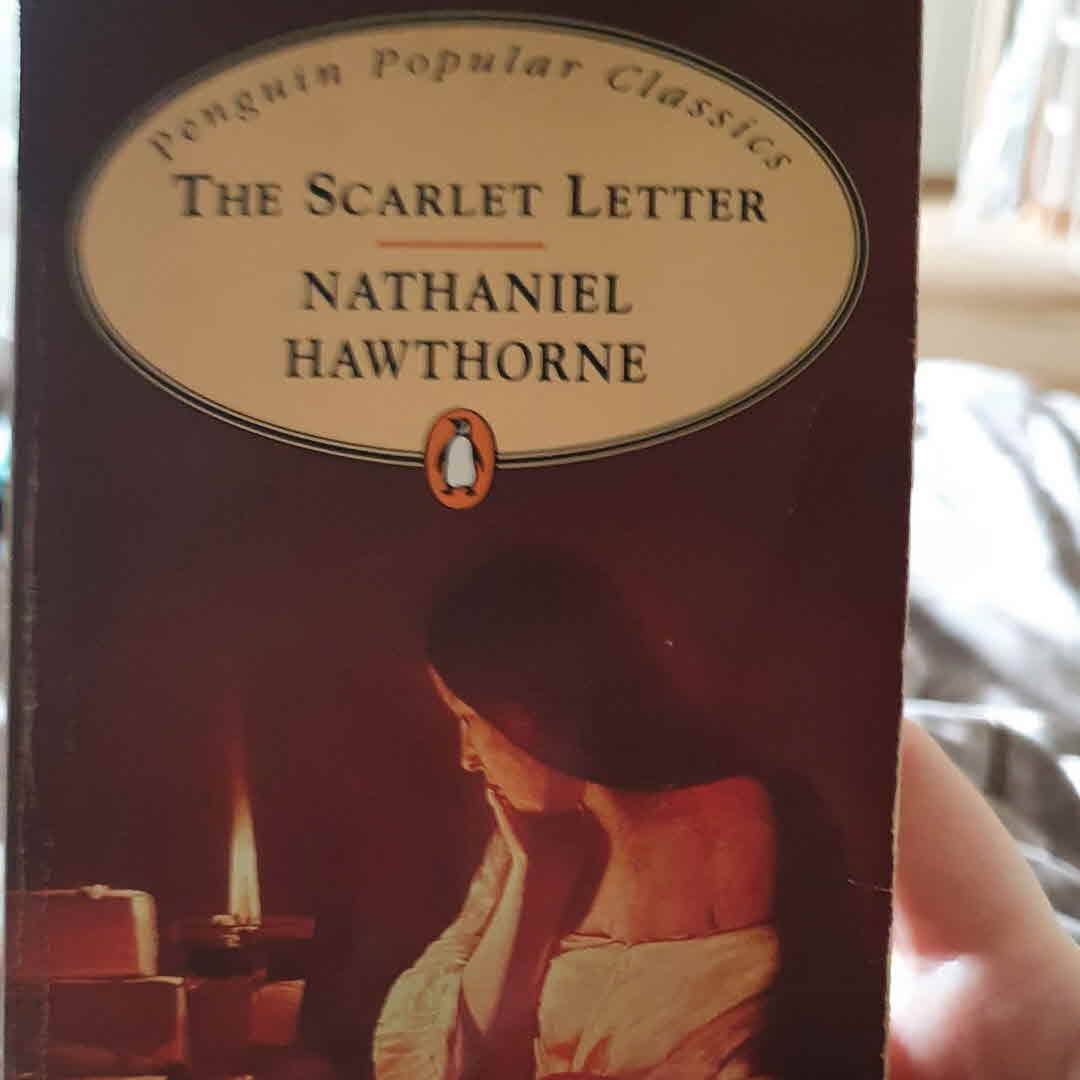 Penguin Popular Classics
THE SCARLET LETTER
NATHANIEL
HAWTHORNE